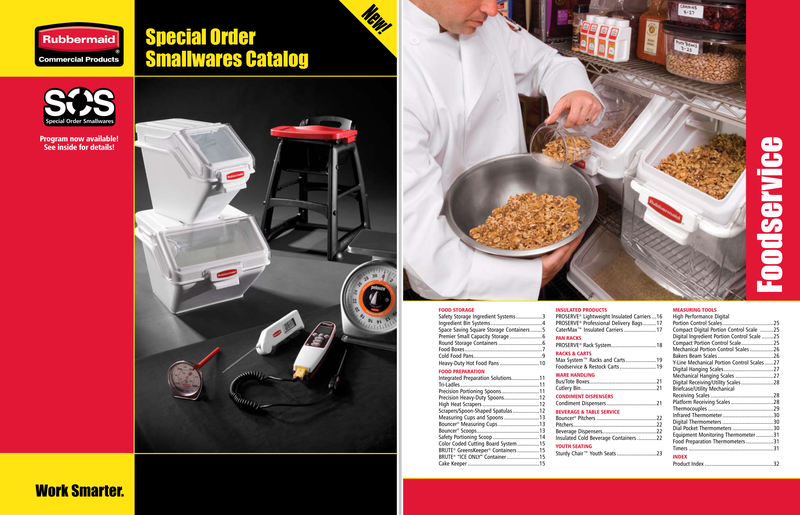 Rubbermaid
Commercial Products
Special Order
Smallwares Catalog
New!
SOS
Special Order Smallwares
Program now available!
See inside for details!
Rubbermaid
Rubbermaid
pelouze
Work Smarter.
Rubbermaid
Foodservice
FOOD STORAGE
Safety Storage Ingredient Systems ...................3
Ingredient Bin Systems ...................4
Space Saving Square Storage Containers ........5
Premier Small Capacity Storage ...................6
Round Storage Containers ...................6
Food Boxes ...................7
Cold Food Pans ...................9
Heavy-Duty Hot Food Pans ...................10
FOOD PREPARATION
Integrated Preparation Solutions ...................11
Tri-Ladles ...................11
Precision Portioning Spoons ...................11
Precision Heavy-Duty Spoons ...................12
High Heat Scrapers ...................12
Scrapers/Spoon-Shaped Spatulas ...................12
Measuring Cups and Spoons ...................13
Bouncer® Measuring Cups ...................13
Bouncer® Scoops ...................13
Safety Portioning Scoop ...................14
Color Coded Cutting Board System ...................15
BRUTE® GreensKeeper® Containers ...................15
BRUTE® "ICE ONLY" Container ...................15
Cake Keeper ...................15
INSULATED PRODUCTS
PROSERVE® Lightweight Insulated Carriers ...16
PROSERVE® Professional Delivery Bags ........17
CaterMax™ Insulated Carriers ...................17
PAN RACKS
PROSERVE® Rack System ...................18
RACKS & CARTS
Max System™ Racks and Carts ...................19
Foodservice & Restock Carts ...................19
WARE HANDLING
Bus/Tote Boxes ...................21
Cutlery Bin ...................21
CONDIMENT DISPENSERS
Condiment Dispensers ...................21
BEVERAGE & TABLE SERVICE
Bouncer® Pitchers ...................22
Pitchers ...................22
Beverage Dispensers ...................22
Insulated Cold Beverage Containers ...........22
YOUTH SEATING
Sturdy Chair™ Youth Seats ...................23
MEASURING TOOLS
High Performance Digital
Portion Control Scales ...................25
Compact Digital Portion Control Scale ........25
Digital Ingredient Portion Control Scale ......25
Compact Portion Control Scale ...................25
Mechanical Portion Control Scales ...............26
Bakers Beam Scales ...................26
Y-Line Mechanical Portion Control Scales .....27
Digital Hanging Scales ...................27
Mechanical Hanging Scales ...................27
Digital Receiving/Utility Scales ...................28
Briefcase/Utility Mechanical
Receiving Scales ...................28
Platform Receiving Scales ...................28
Thermocouples ...................29
Infrared Thermometer ...................30
Digital Thermometers ...................30
Dial Pocket Thermometers ...................30
Equipment Monitoring Thermometer ...........31
Food Preparation Thermometers ...................31
Timers ...................31
INDEX
Product Index ...................32